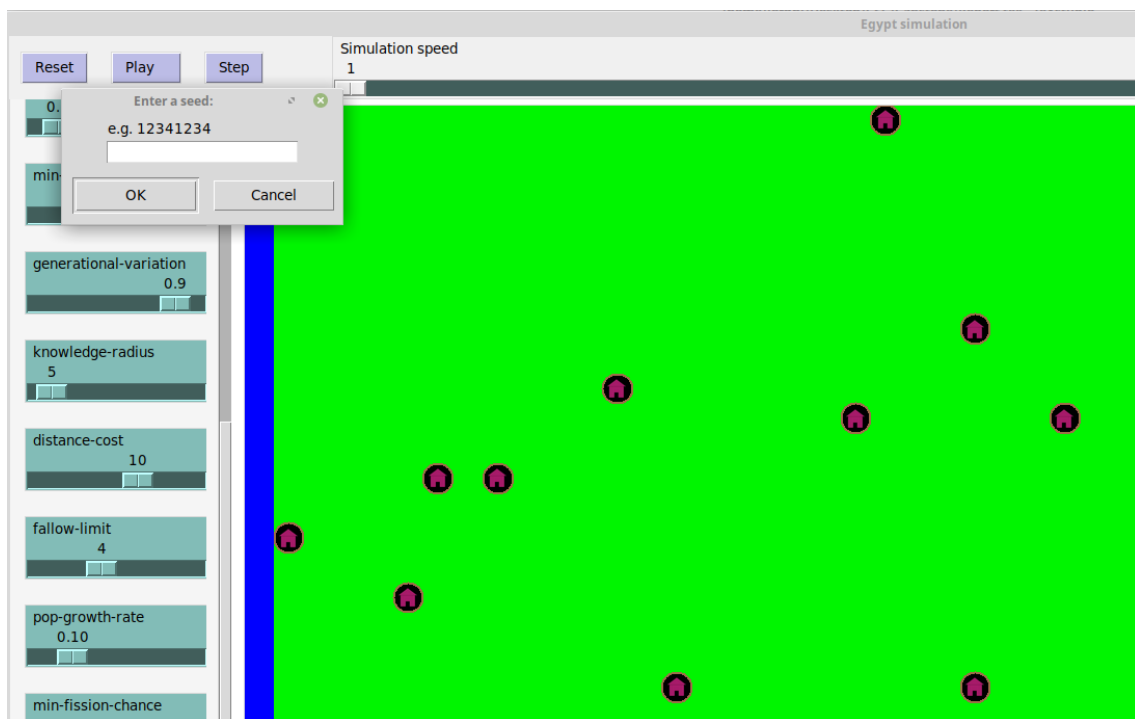 Egypt simulation
Reset
Play
Step
Simulation speed
1
Enter a seed:
e.g. 12341234
OK
Cancel
0.
min-
generational-variation
0.9
knowledge-radius
5
distance-cost
10
fallow-limit
4
pop-growth-rate
0.10
min-fission-chance